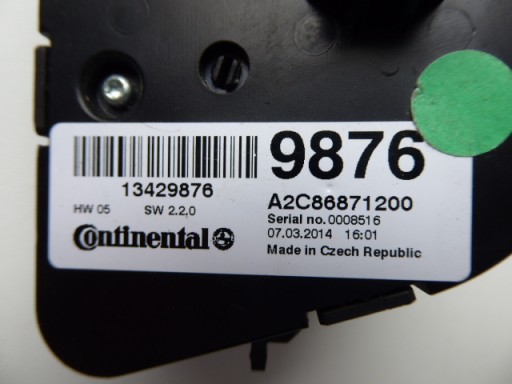 9876
13429876
HW 05 SW 2.2,0
Continental
A2C86871200
Serial no. 0008516
07.03.2014 16:01
Made in Czech Republic